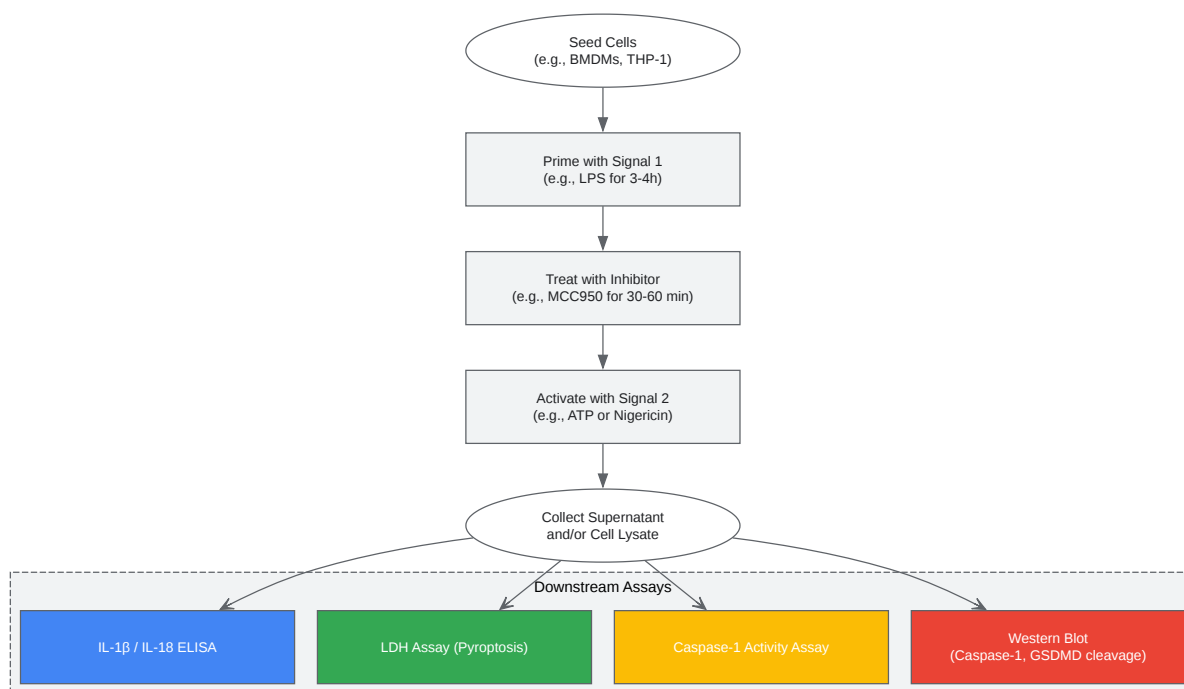 Seed Cells
(e.g., BMDMs, THP-1)
Prime with Signal 1
(e.g., LPS for 3-4h)
Treat with Inhibitor
(e.g., MCC950 for 30-60 min)
Activate with Signal 2
(e.g., ATP or Nigericin)
Collect Supernatant
and/or Cell Lysate
Downstream Assays
IL-1β / IL-18 ELISA
LDH Assay (Pyroptosis)
Caspase-1 Activity Assay
Western Blot
(Caspase-1, GSDMD cleavage)